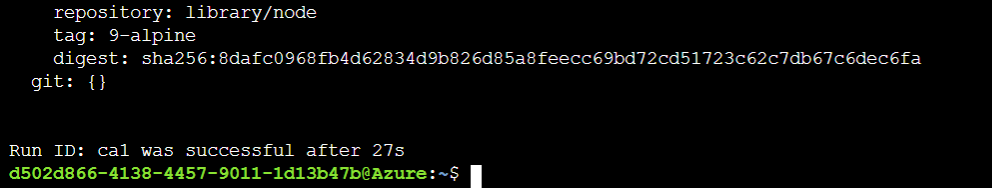 repository: library/node
tag: 9-alpine
digest: sha256:8dafc0968fb4d62834d9b826d85a8feecc69bd72cd51723c62c7db67c6dec6fa
git: {}
Run ID: ca1 was successful after 27s
d502d866-4138-4457-9011-1d13b47b@Azure:~$